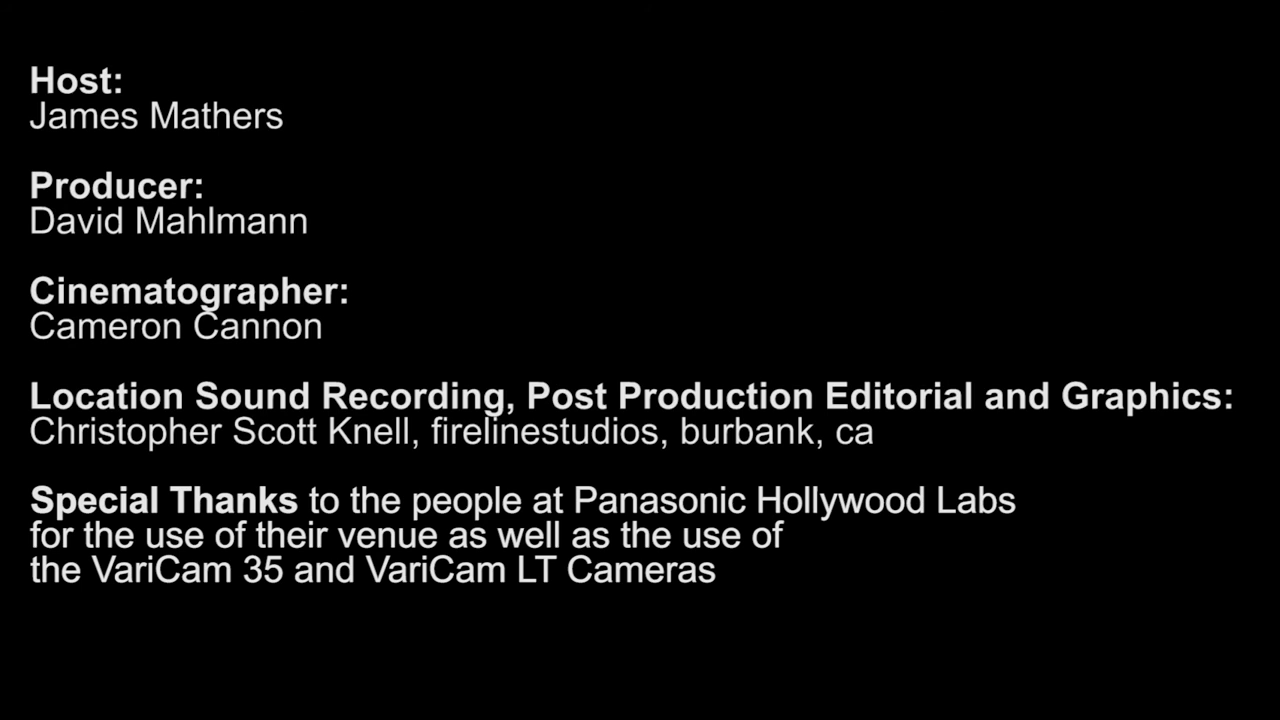 Host:
James Mathers
Producer:
David Mahlmann
Cinematographer:
Cameron Cannon
Location Sound Recording, Post Production Editorial and Graphics:
Christopher Scott Knell, firelinestudios, burbank, ca
Special Thanks to the people at Panasonic Hollywood Labs
for the use of their venue as well as the use of
the VariCam 35 and VariCam LT Cameras